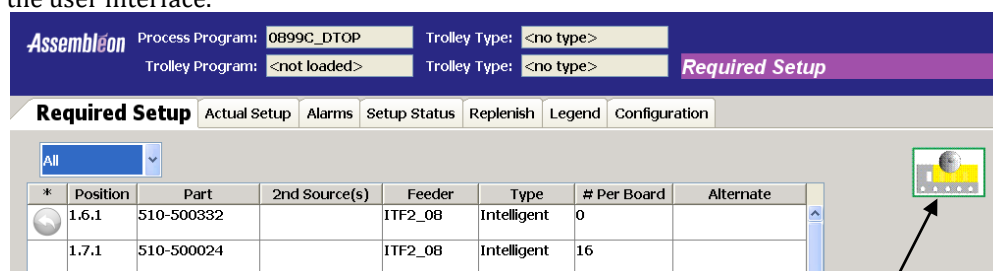 the user interface.
Assembléon Process Program: 0B99C_DTOP Trolley Type: <no type>
Trolley Program: <not loaded> Trolley Type: <no type> Required Setup
Required Setup Actual Setup Alarms Setup Status Replenish Legend Configuration
All
* Position Part 2nd Source(s) Feeder Type # Per Board Alternate
1.6.1 510-500332 ITF2_08 Intelligent 0
1.7.1 510-500024 ITF2_08 Intelligent 16